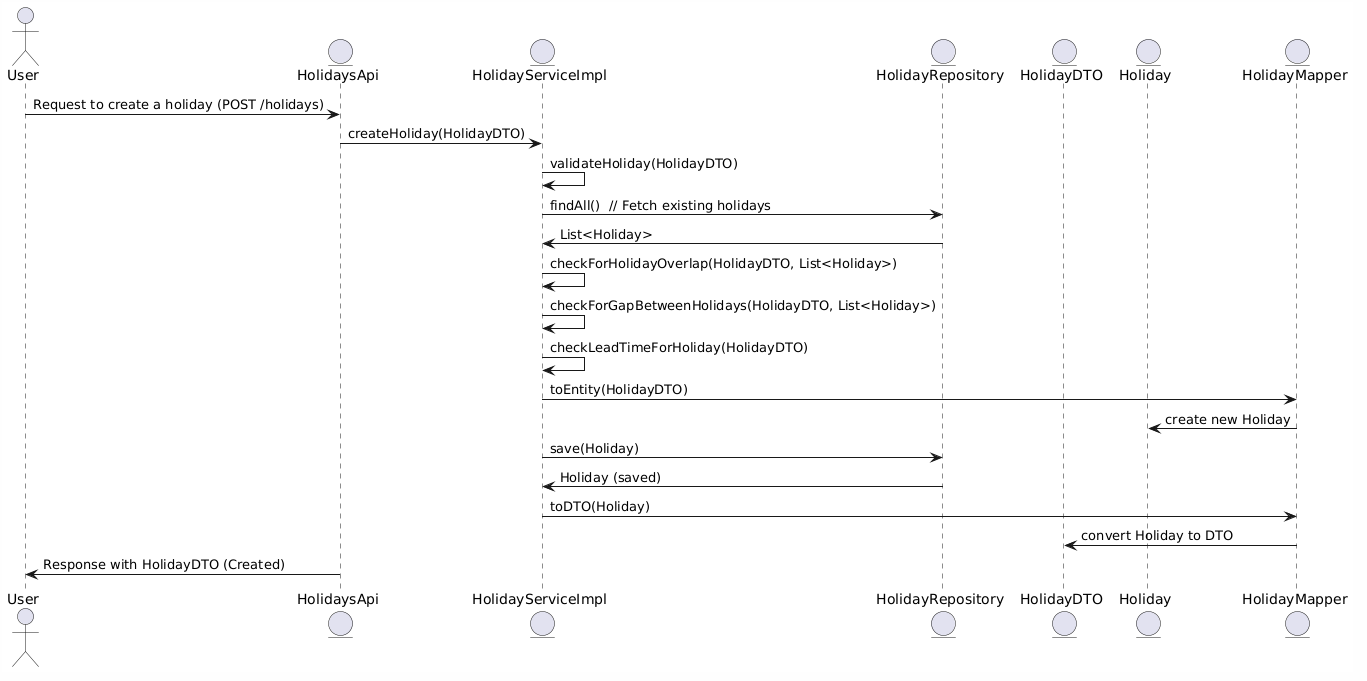 User
HolidaysApi
HolidayServiceImpl
HolidayRepository
HolidayDTO
Holiday
HolidayMapper
Request to create a holiday (POST /holidays)
createHoliday(HolidayDTO)
validateHoliday(HolidayDTO)
findAll()  // Fetch existing holidays
List<Holiday>
checkForHolidayOverlap(HolidayDTO, List<Holiday>)
checkForGapBetweenHolidays(HolidayDTO, List<Holiday>)
checkLeadTimeForHoliday(HolidayDTO)
toEntity(HolidayDTO)
create new Holiday
save(Holiday)
Holiday (saved)
toDTO(Holiday)
convert Holiday to DTO
Response with HolidayDTO (Created)
User
HolidaysApi
HolidayServiceImpl
HolidayRepository
HolidayDTO
Holiday
HolidayMapper